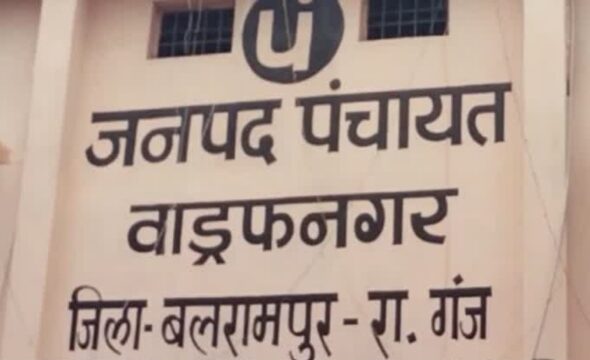 पं
जनपद पंचायत
वाड्रफनगर
जिला-बलरामपुर-रा. गंज